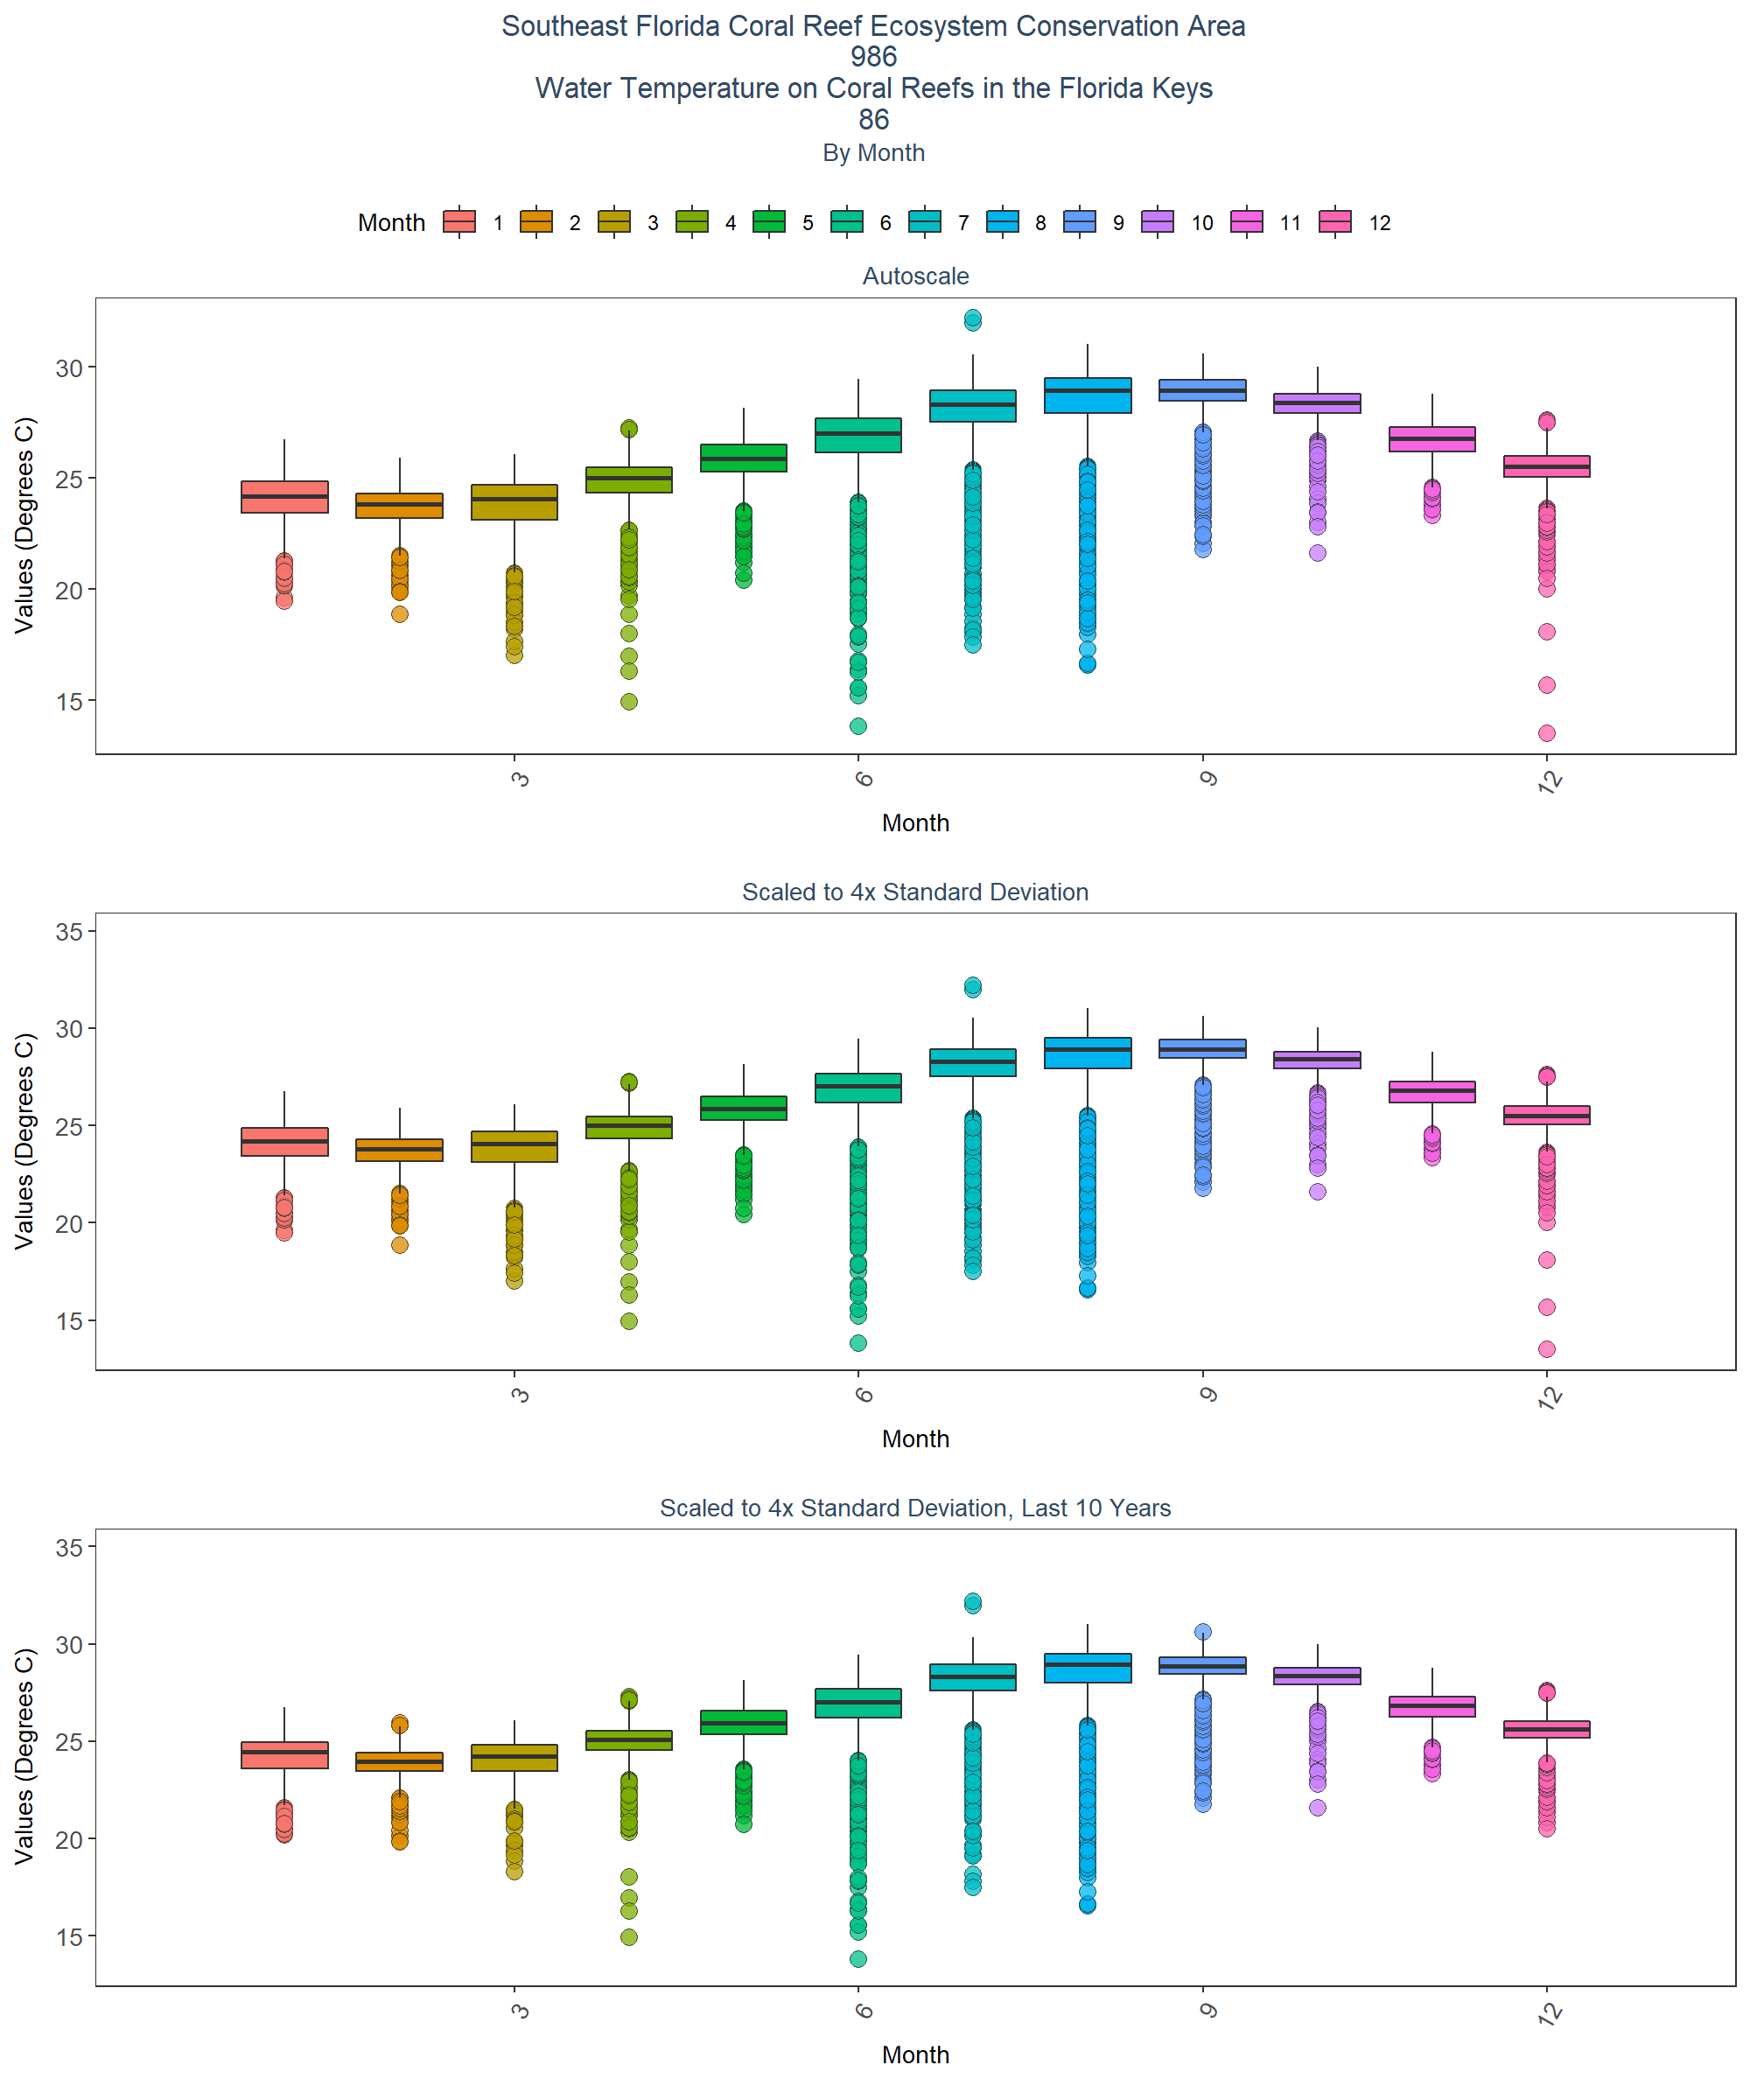 Southeast Florida Coral Reef Ecosystem Conservation Area
986
Water Temperature on Coral Reefs in the Florida Keys
86
By Month
Month 1 2 3 4 5 6 7 8 9 10 11 12
Autoscale
Values (Degrees C)
30
25
20
15
3 6 9 12
Month
Scaled to 4x Standard Deviation
Values (Degrees C)
35
30
25
20
15
3 6 9 12
Month
Scaled to 4x Standard Deviation, Last 10 Years
Values (Degrees C)
35
30
25
20
15
3 6 9 12
Month